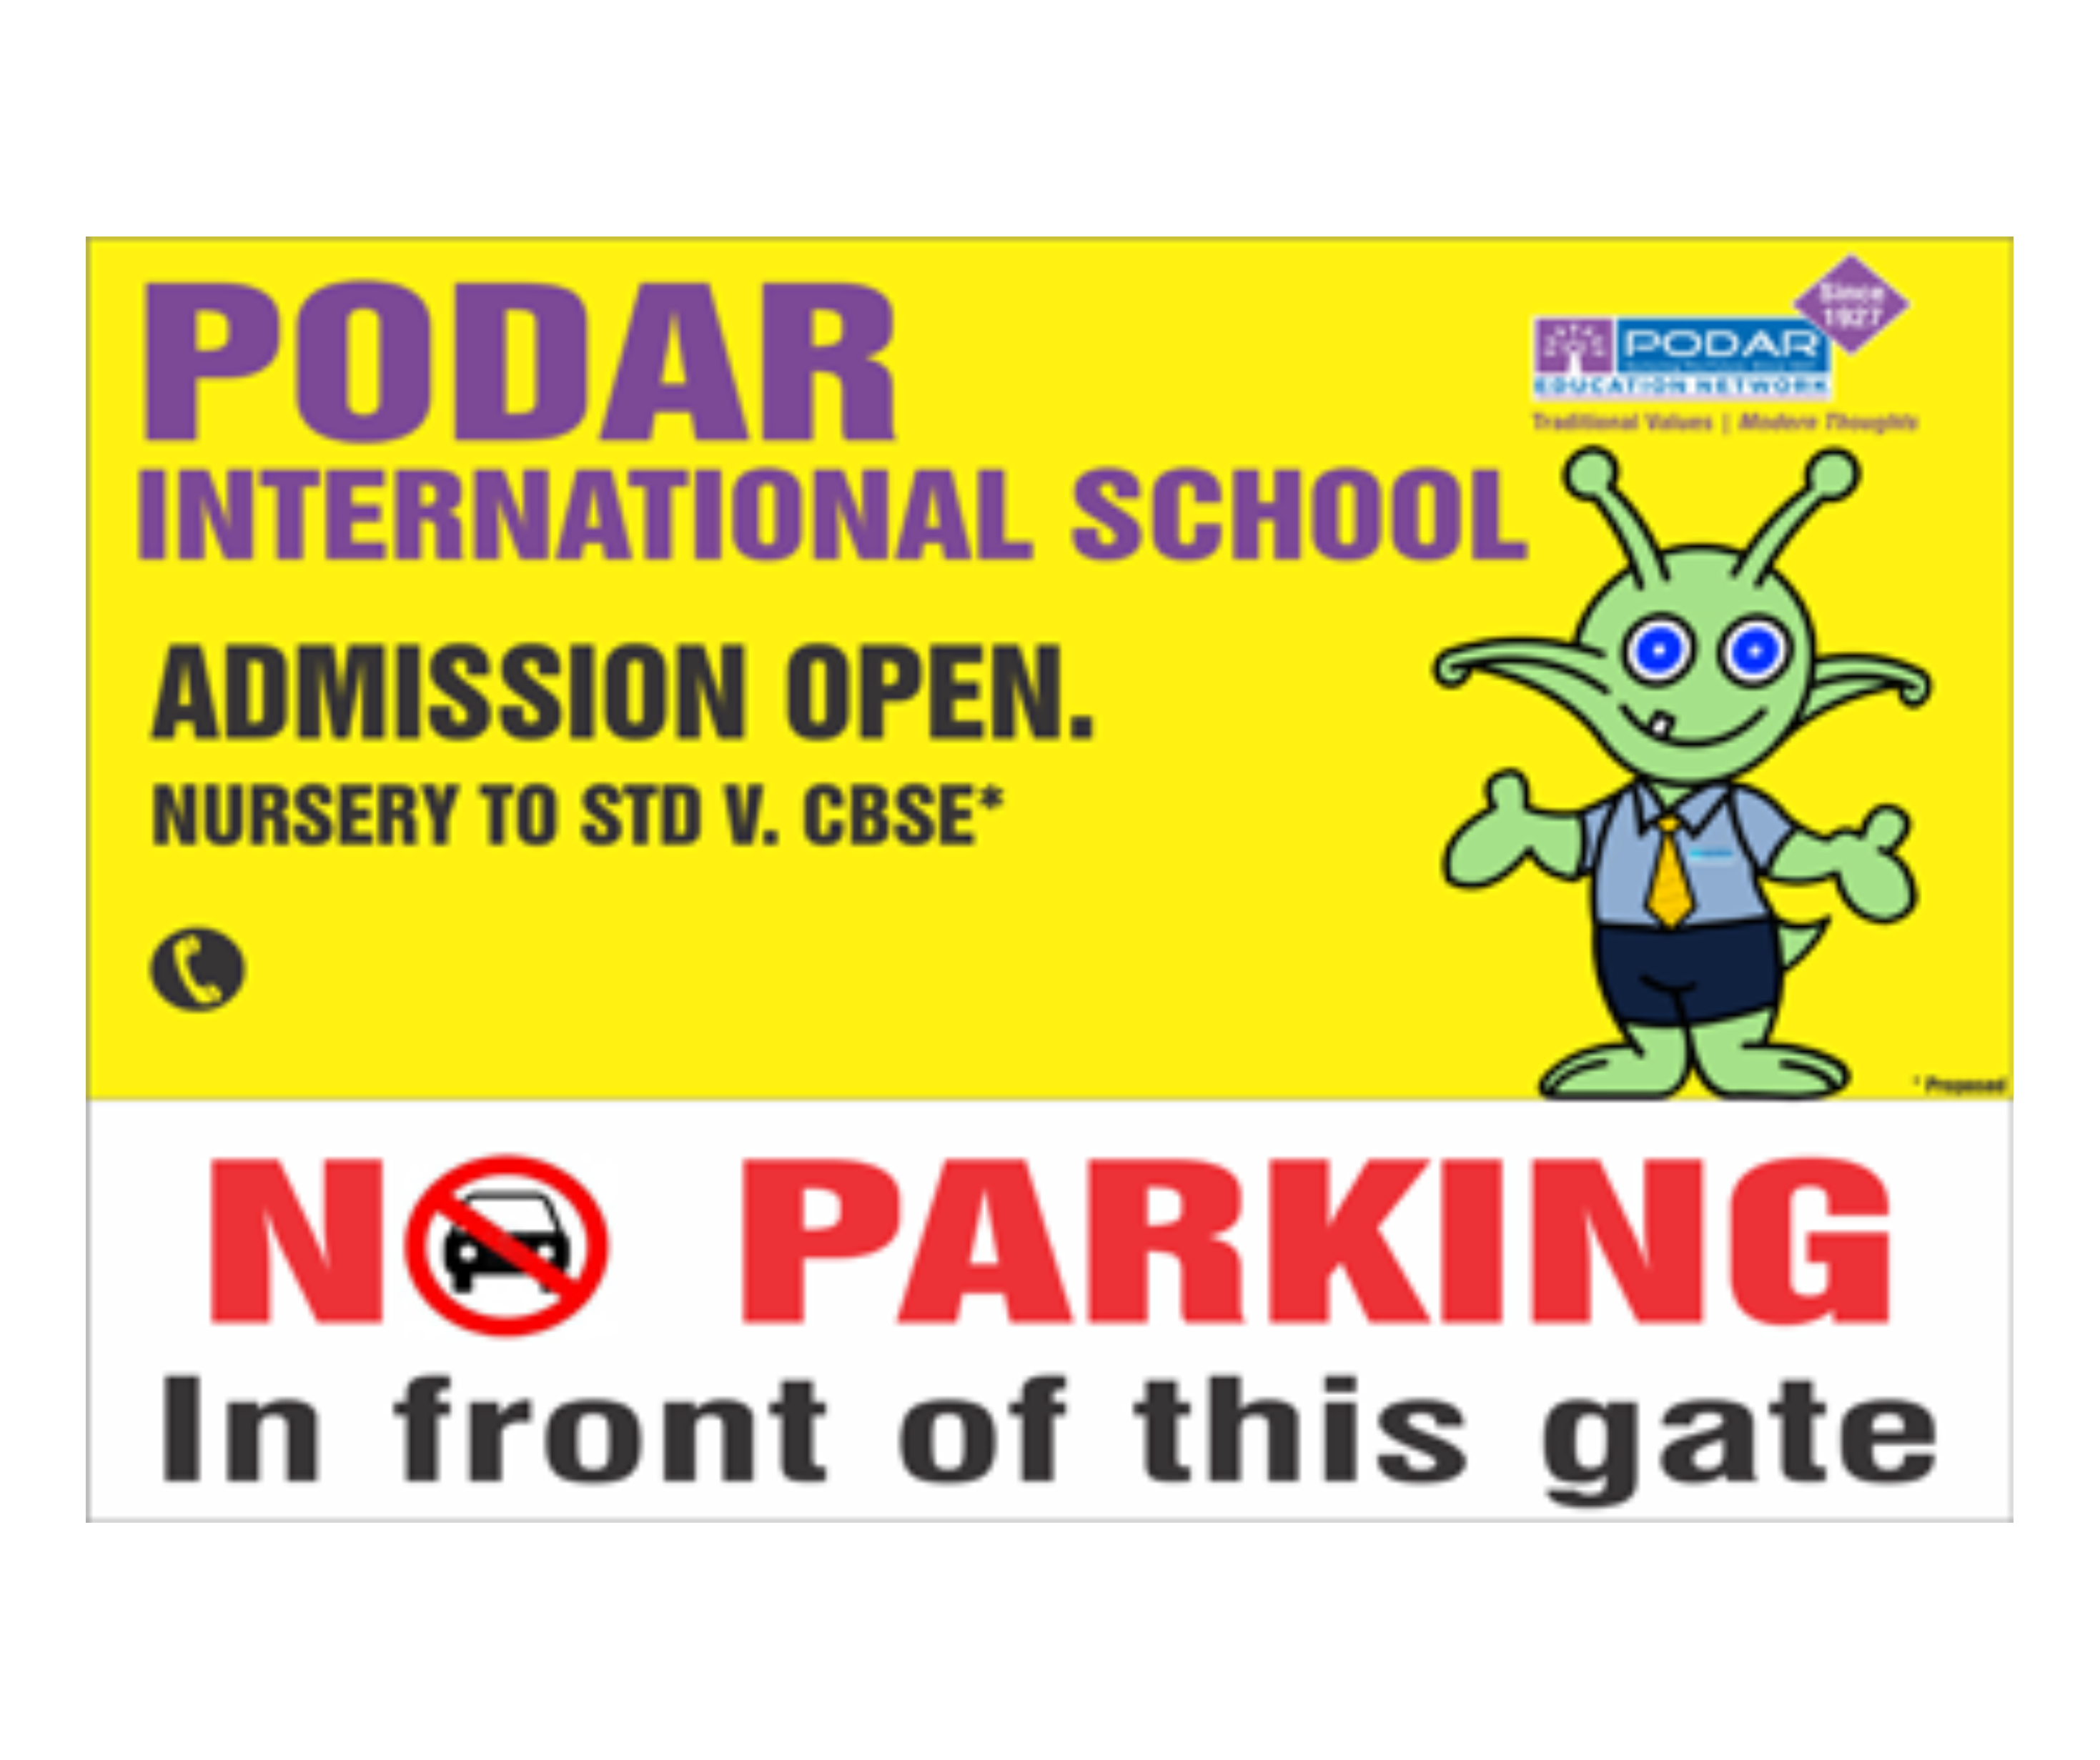 PODAR
INTERNATIONAL SCHOOL
ADMISSION OPEN.
NURSERY TO STD V. CBSE*
Since
1927
PODAR
EDUCATION NETWORK
Traditional Values | Modern Thoughts
* Proposed
NO PARKING
In front of this gate